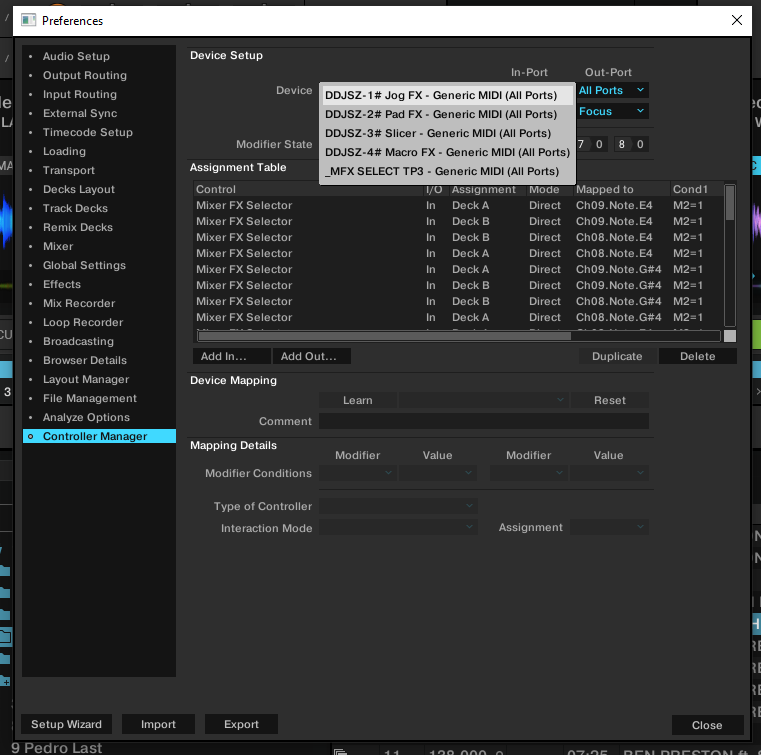 Preferences
Audio Setup
Output Routing
Input Routing
External Sync
Timecode Setup
Loading
Transport
Decks Layout
Track Decks
Remix Decks
Mixer
Global Settings
Effects
Mix Recorder
Loop Recorder
Broadcasting
Browser Details
Layout Manager
File Management
Analyze Options
Controller Manager
Device Setup
In-Port Out-Port
Device All Ports
Focus
DDJSZ-1# Jog FX - Generic MIDI (All Ports)
DDJSZ-2# Pad FX - Generic MIDI (All Ports)
DDJSZ-3# Slicer - Generic MIDI (All Ports)
DDJSZ-4# Macro FX - Generic MIDI (All Ports)
_MFX SELECT TP3 - Generic MIDI (All Ports)
Modifier State 7 0 8 0
Assignment Table
Control I/O Assignment Mode Mapped to Cond1
Mixer FX Selector In Deck A Direct Ch09.Note.E4 M2=1
Mixer FX Selector In Deck B Direct Ch08.Note.E4 M2=1
Mixer FX Selector In Deck B Direct Ch09.Note.E4 M2=1
Mixer FX Selector In Deck A Direct Ch08.Note.E4 M2=1
Mixer FX Selector In Deck A Direct Ch09.Note.G#4 M2=1
Mixer FX Selector In Deck B Direct Ch08.Note.G#4 M2=1
Mixer FX Selector In Deck B Direct Ch09.Note.G#4 M2=1
Mixer FX Selector In Deck A Direct Ch08.Note.G#4 M2=1
Add In... Add Out... Duplicate Delete
Device Mapping
Learn Reset
Comment
Mapping Details
Modifier Value Modifier Value
Modifier Conditions
Type of Controller
Interaction Mode Assignment
Setup Wizard Import Export Close
9 Pedro Last